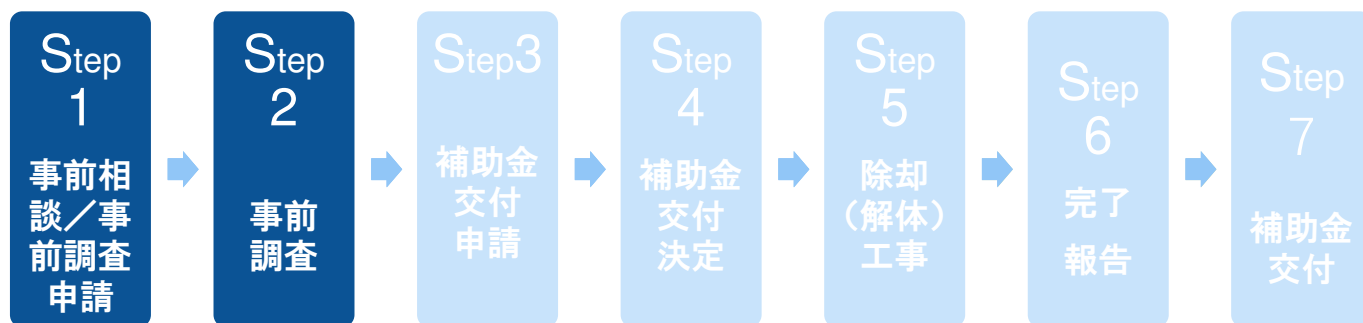 Step
1
事前相
談／事
前調査
申請
Step
2
事前
調査
Step3
補助金
交付
申請
Step
4
補助金
交付
決定
Step
5
除却
（解体）
工事
Step
6
完了
報告
Step
7
補助金
交付